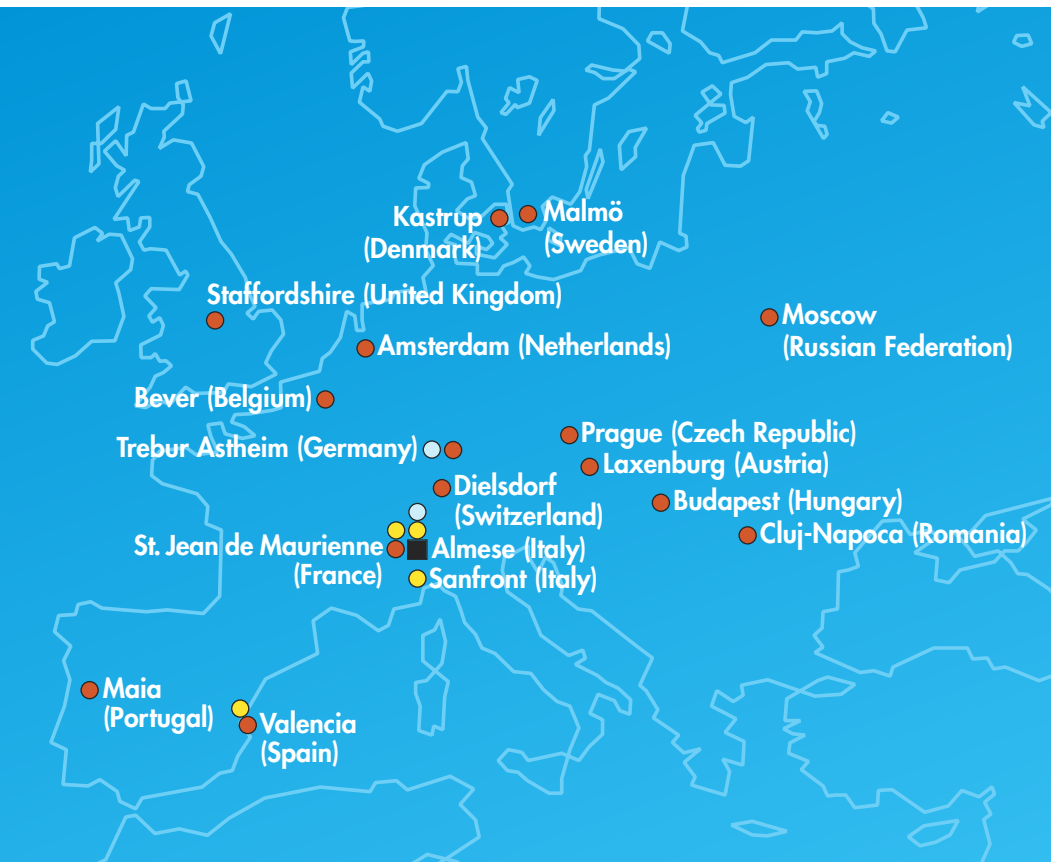 Kastrup
(Denmark)
Malmö
(Sweden)
Staffordshire (United Kingdom)
Moscow
(Russian Federation)
Amsterdam (Netherlands)
Bever (Belgium)
Trebur Astheim (Germany)
Prague (Czech Republic)
Laxenburg (Austria)
Dielsdorf
(Switzerland)
Budapest (Hungary)
Cluj-Napoca (Romania)
St. Jean de Maurienne
(France)
Almese (Italy)
Sanfront (Italy)
Maia
(Portugal)
Valencia
(Spain)